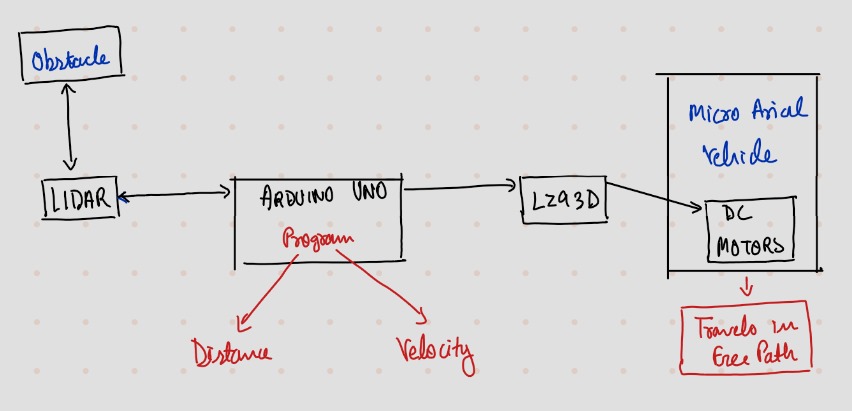 Obstacle
LIDAR
ARDUINO UNO
Program
Distance
Velocity
L293D
Micro Arial
Vehicle
DC
MOTORS
Travels in
Free Path